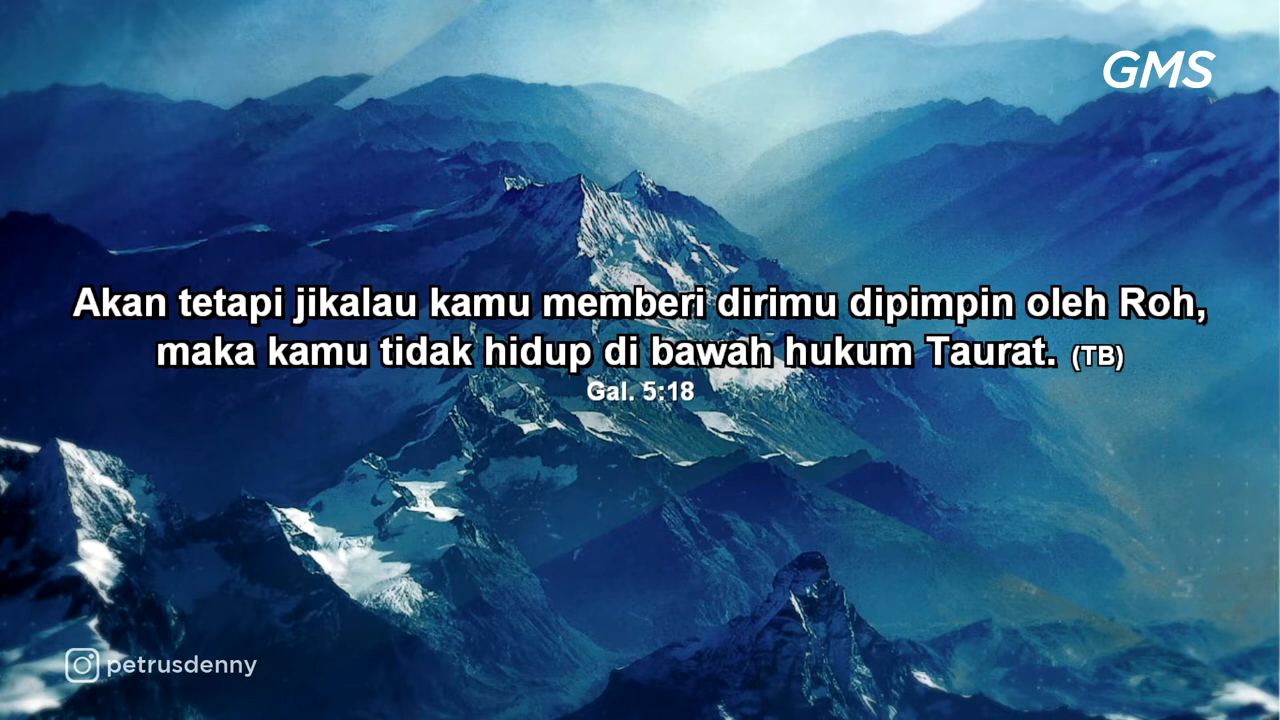 GMS
Akan tetapi jikalau kamu memberi dirimu dipimpin oleh Roh,
maka kamu tidak hidup di bawah hukum Taurat. (TB)
Gal. 5:18
petrusdenny